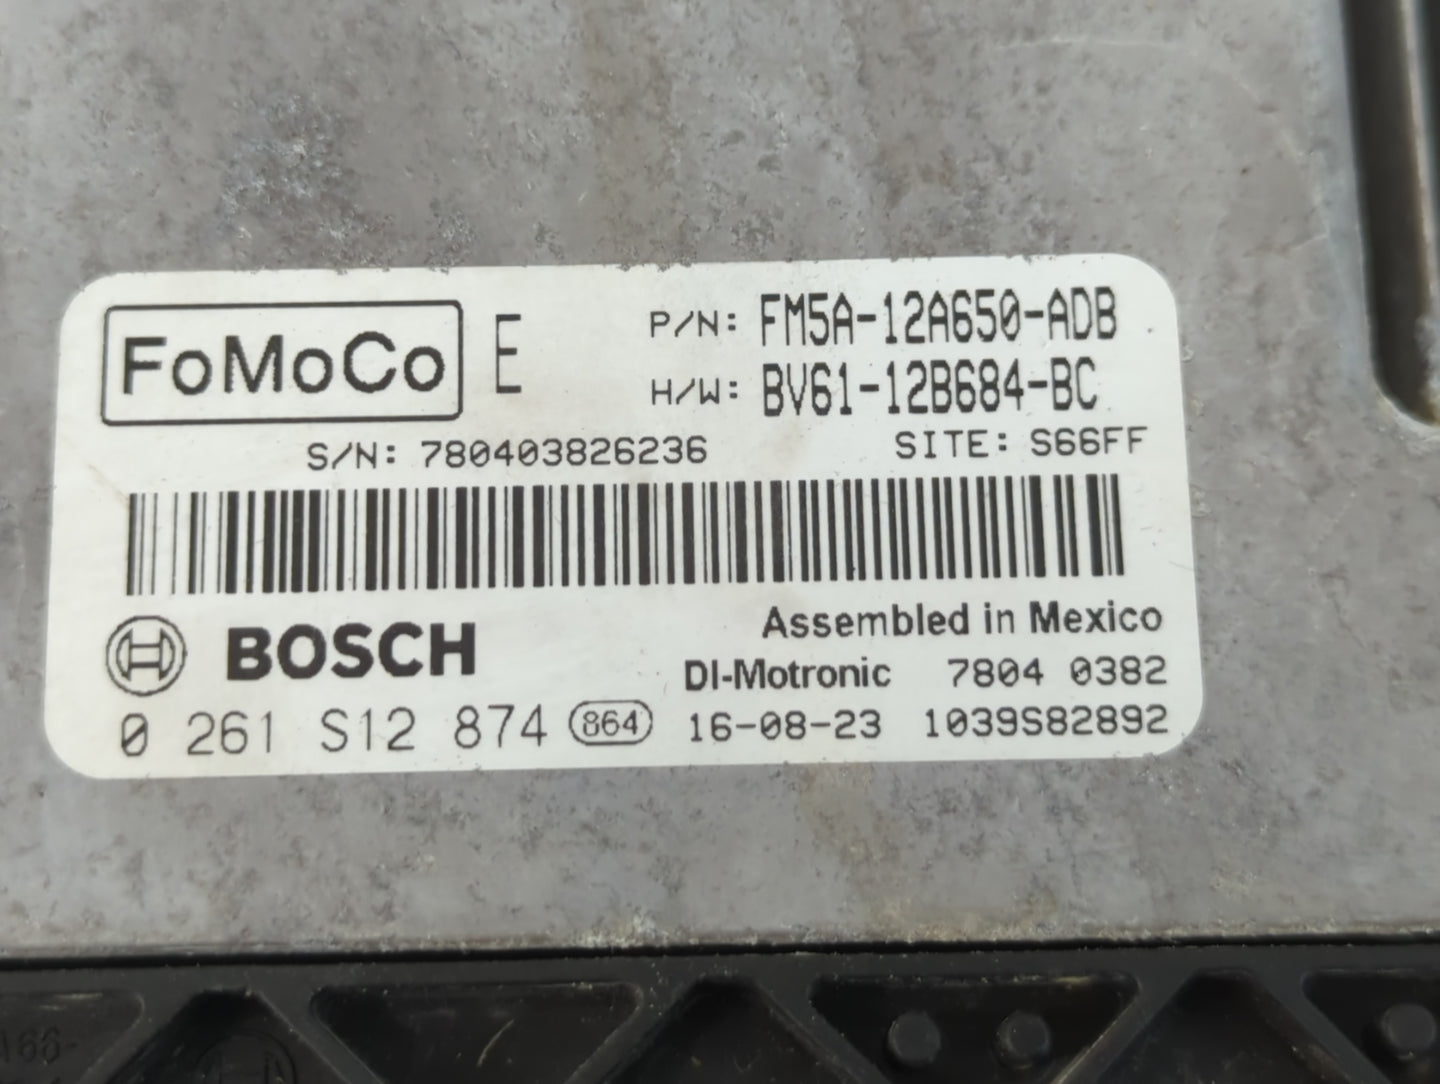 FoMoCo E P/N: FM5A-12A650-ADB
H/W: BV61-12B684-BC
S/N: 780403826236 SITE: S66FF
BOSCH Assembled in Mexico
DI-Motronic 7804 0382
0 261 S12 874 864 16-08-23 1039S82892